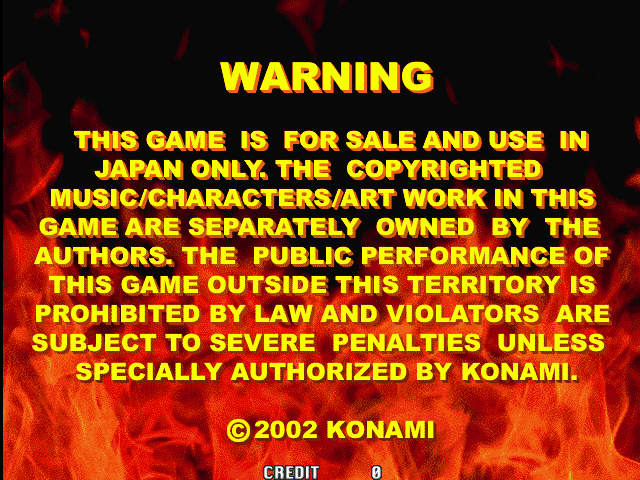 WARNING
THIS GAME IS FOR SALE AND USE IN
JAPAN ONLY. THE COPYRIGHTED
MUSIC/CHARACTERS/ART WORK IN THIS
GAME ARE SEPARATELY OWNED BY THE
AUTHORS. THE PUBLIC PERFORMANCE OF
THIS GAME OUTSIDE THIS TERRITORY IS
PROHIBITED BY LAW AND VIOLATORS ARE
SUBJECT TO SEVERE PENALTIES UNLESS
SPECIALLY AUTHORIZED BY KONAMI.
©2002 KONAMI
CREDIT 0